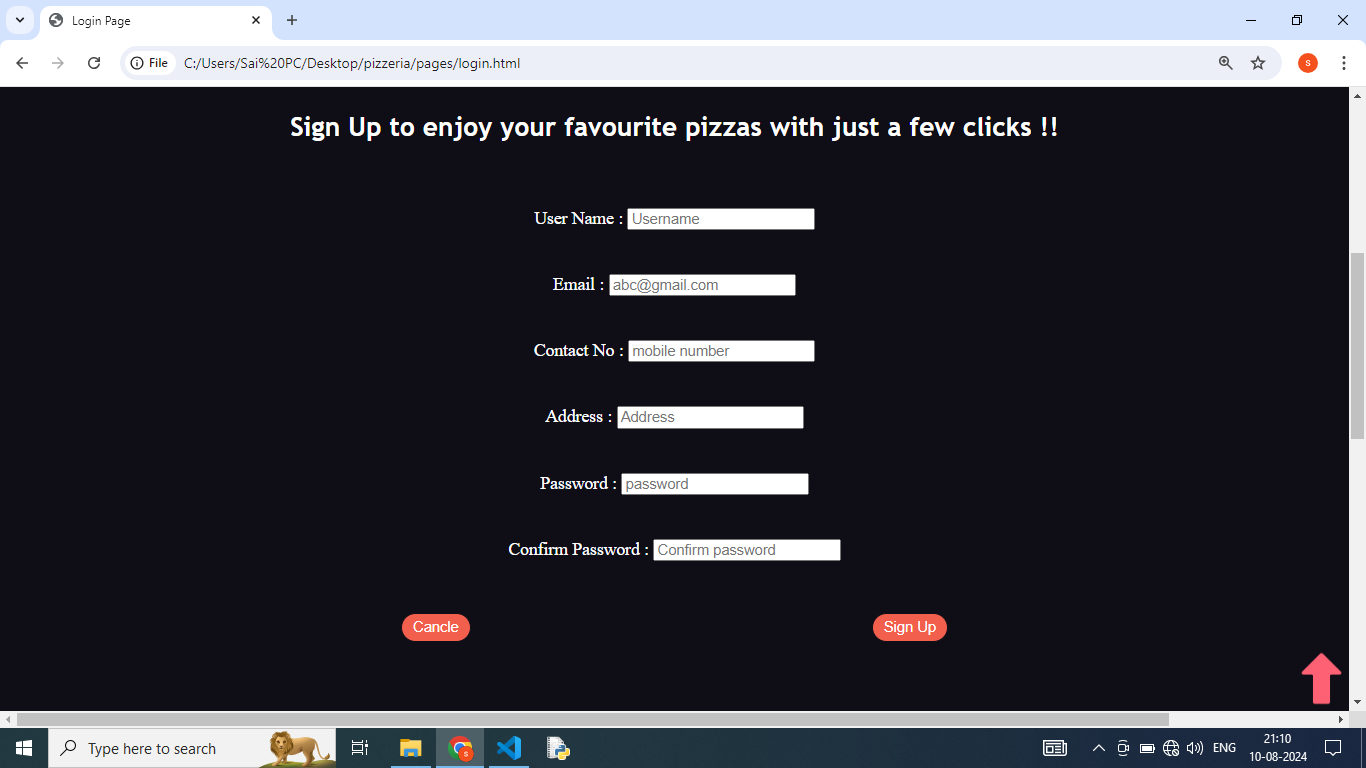 Login Page
File C:/Users/Sai%20PC/Desktop/pizzeria/pages/login.html
s
Sign Up to enjoy your favourite pizzas with just a few clicks !!
User Name : Username
Email : abc@gmail.com
Contact No : mobile number
Address : Address
Password : password
Confirm Password : Confirm password
Cancle Sign Up
Type here to search
s
ENG
21:10
10-08-2024